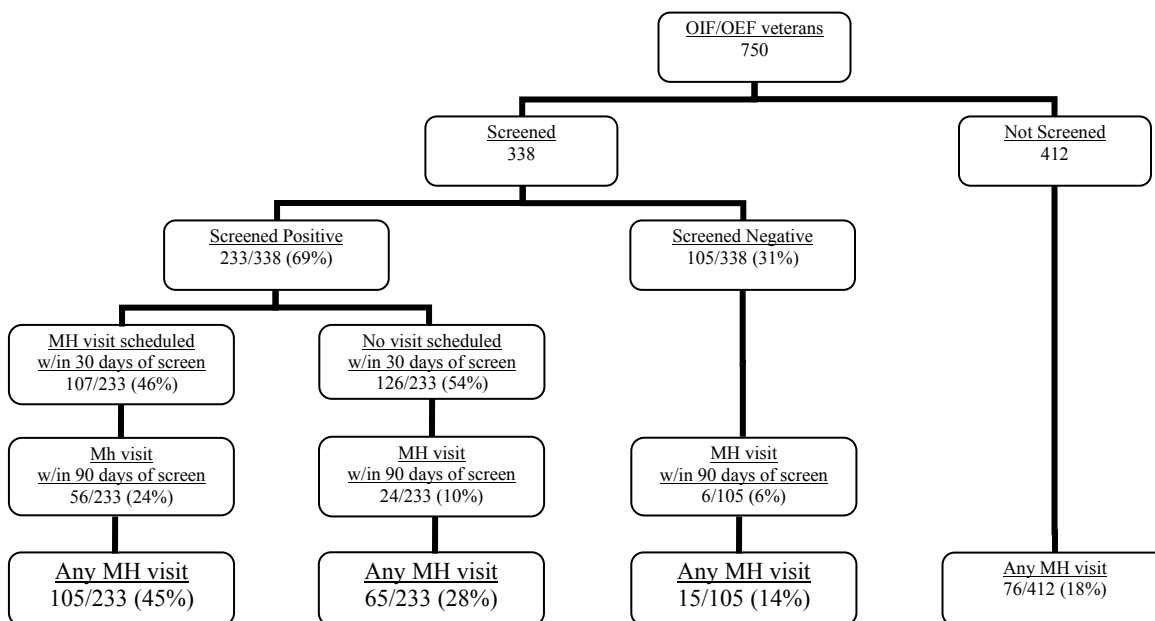 OIF/OEF veterans
750
Screened
338
Not Screened
412
Screened Positive
233/338 (69%)
Screened Negative
105/338 (31%)
MH visit scheduled
w/in 30 days of screen
107/233 (46%)
No visit scheduled
w/in 30 days of screen
126/233 (54%)
Mh visit
w/in 90 days of screen
56/233 (24%)
MH visit
w/in 90 days of screen
24/233 (10%)
MH visit
w/in 90 days of screen
6/105 (6%)
Any MH visit
105/233 (45%)
Any MH visit
65/233 (28%)
Any MH visit
15/105 (14%)
Any MH visit
76/412 (18%)